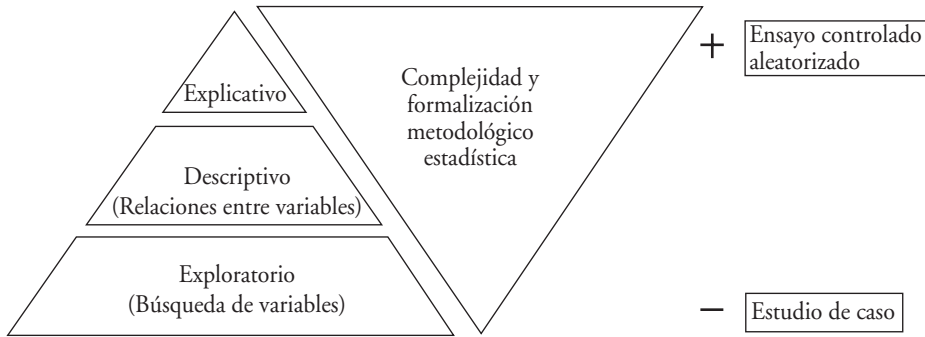 Explicativo
Descriptivo
(Relaciones entre variables)
Exploratorio
(Búsqueda de variables)
Complejidad y
formalización
metodológico
estadística
+
Ensayo controlado
aleatorizado
−
Estudio de caso